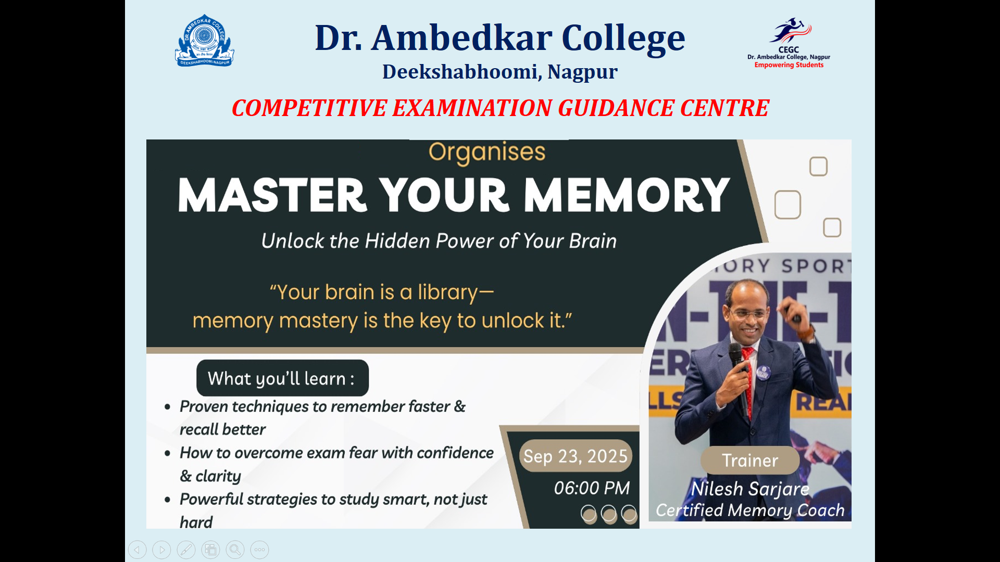 DR. AMBEDKAR COLLEGE
DEEKSHABHOOMI-NAGPUR
Dr. Ambedkar College
Deekshabhoomi, Nagpur
CEGC
Dr. Ambedkar College, Nagpur
Empowering Students
COMPETITIVE EXAMINATION GUIDANCE CENTRE
Organises
MASTER YOUR MEMORY
Unlock the Hidden Power of Your Brain
“Your brain is a library—
memory mastery is the key to unlock it.”
What you’ll learn :
• Proven techniques to remember faster &
recall better
• How to overcome exam fear with confidence
& clarity
• Powerful strategies to study smart, not just
hard
Sep 23, 2025
06:00 PM
Trainer
Nilesh Sarjare
Certified Memory Coach